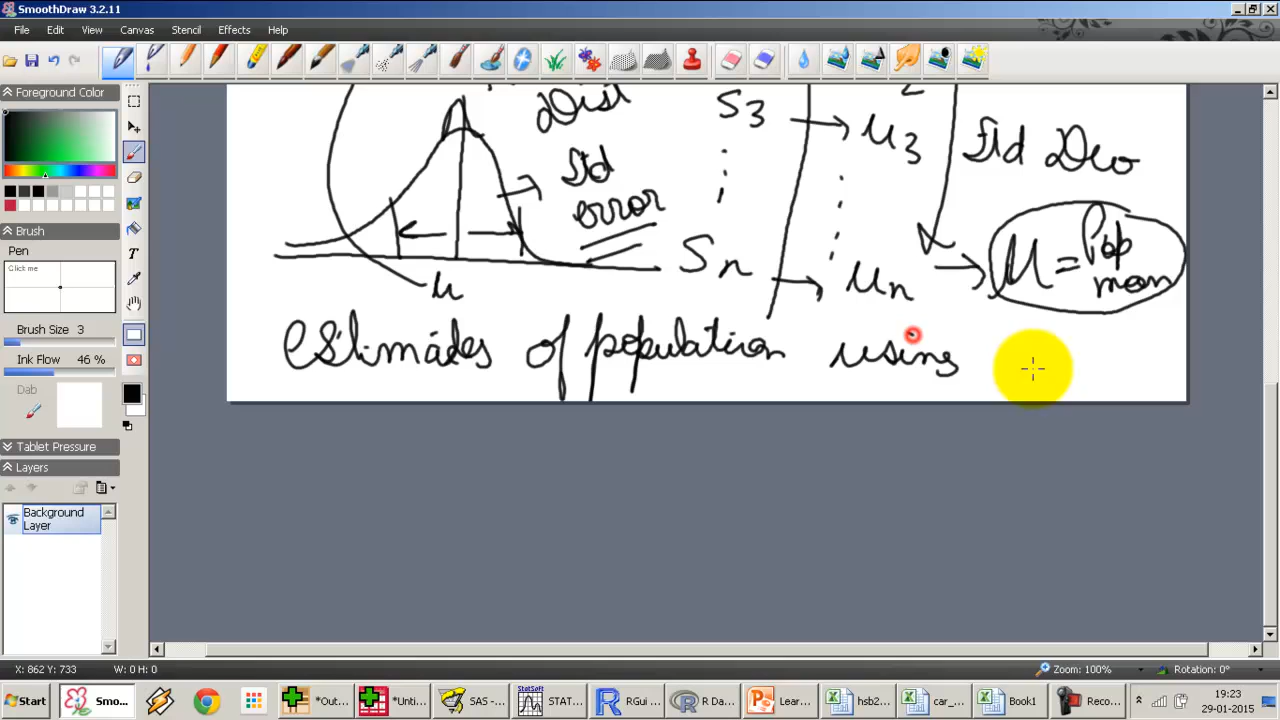 SmoothDraw 3.2.11
File Edit View Canvas Stencil Effects Help
Foreground Color
Brush
Pen
Click me
Brush Size 3
Ink Flow 46 %
Dab
Tablet Pressure
Layers
Background Layer
Dist
Std error
μ
S3 → μ3
Sn → μn
Std Dev
μ = Pop mean
estimates of population using
X: 862 Y: 733 W: 0 H: 0
Zoom: 100% Rotation: 0°
Start Smo... *Out... *Unti... SAS -... STAT... RGui ... R Da... Lear... hsb2... car_... Book1 Reco...
19:23
29-01-2015